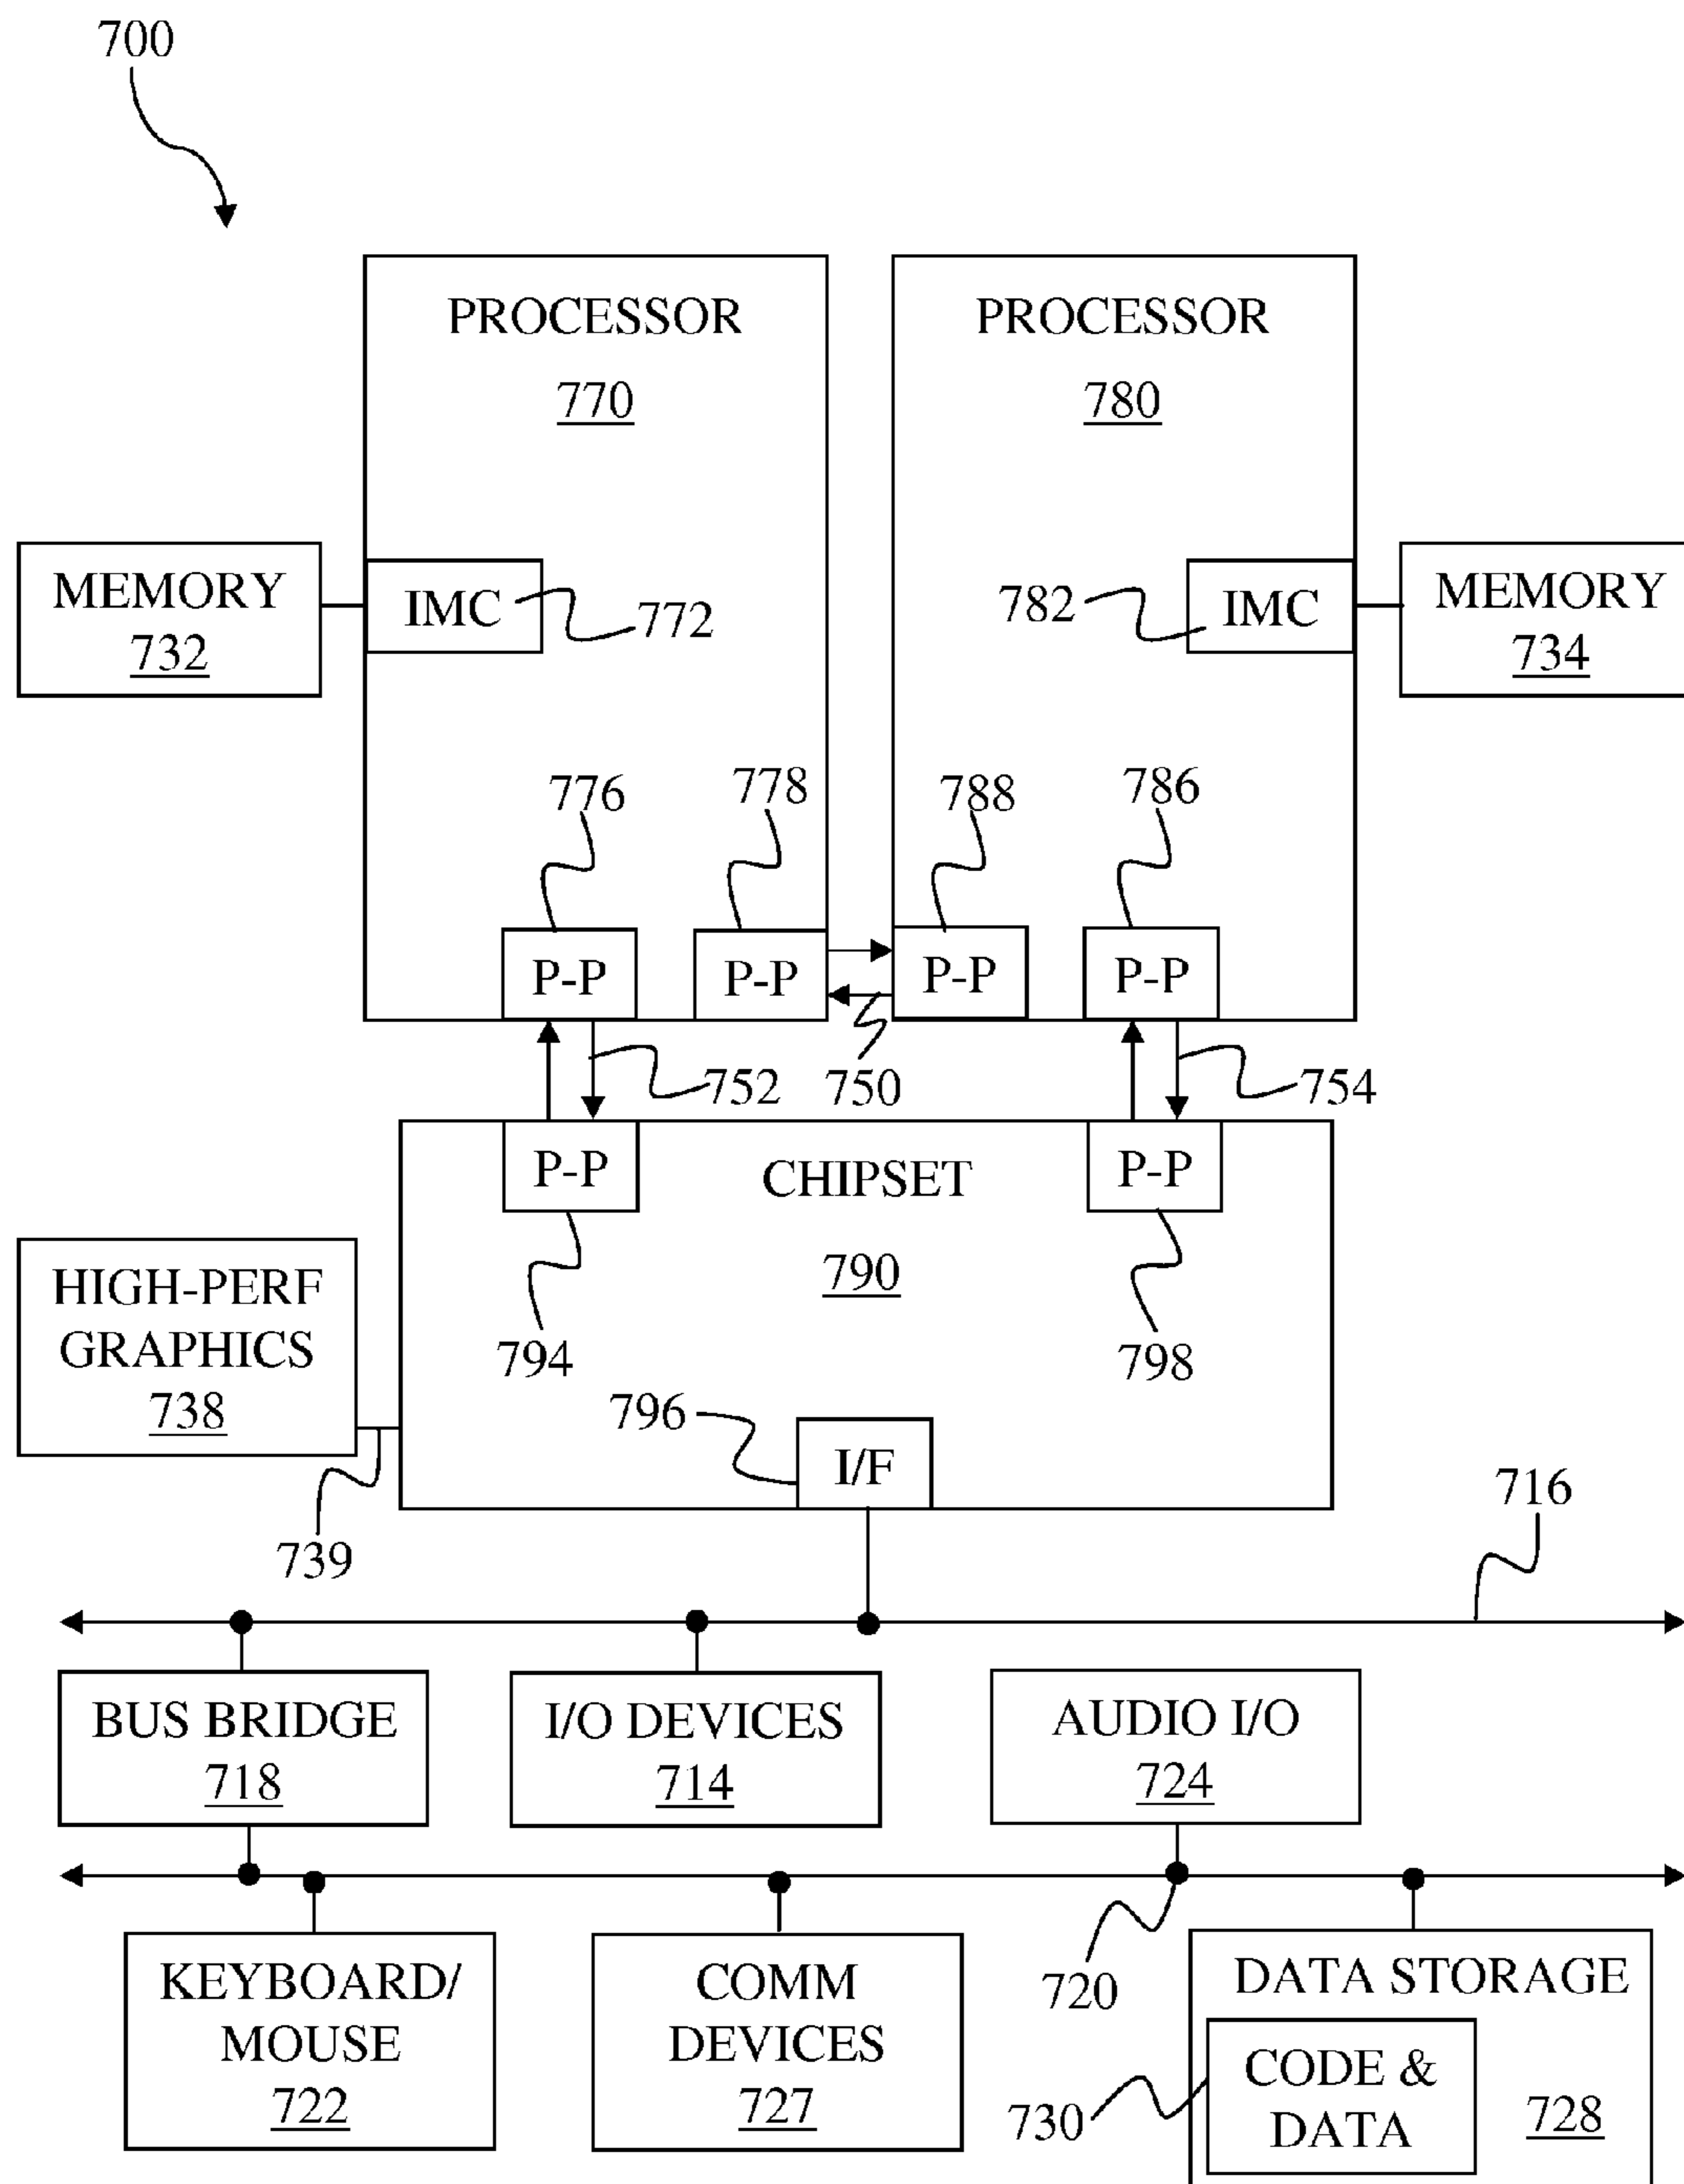 700
PROCESSOR
770
PROCESSOR
780
MEMORY
732
IMC
772
782
IMC
MEMORY
734
776
778
788
786
P-P
P-P
P-P
P-P
752
750
754
P-P
CHIPSET
P-P
790
HIGH-PERF
GRAPHICS
738
794
798
796
I/F
739
716
BUS BRIDGE
718
I/O DEVICES
714
AUDIO I/O
724
720
KEYBOARD/
MOUSE
722
COMM
DEVICES
727
DATA STORAGE
CODE &
DATA
730
728